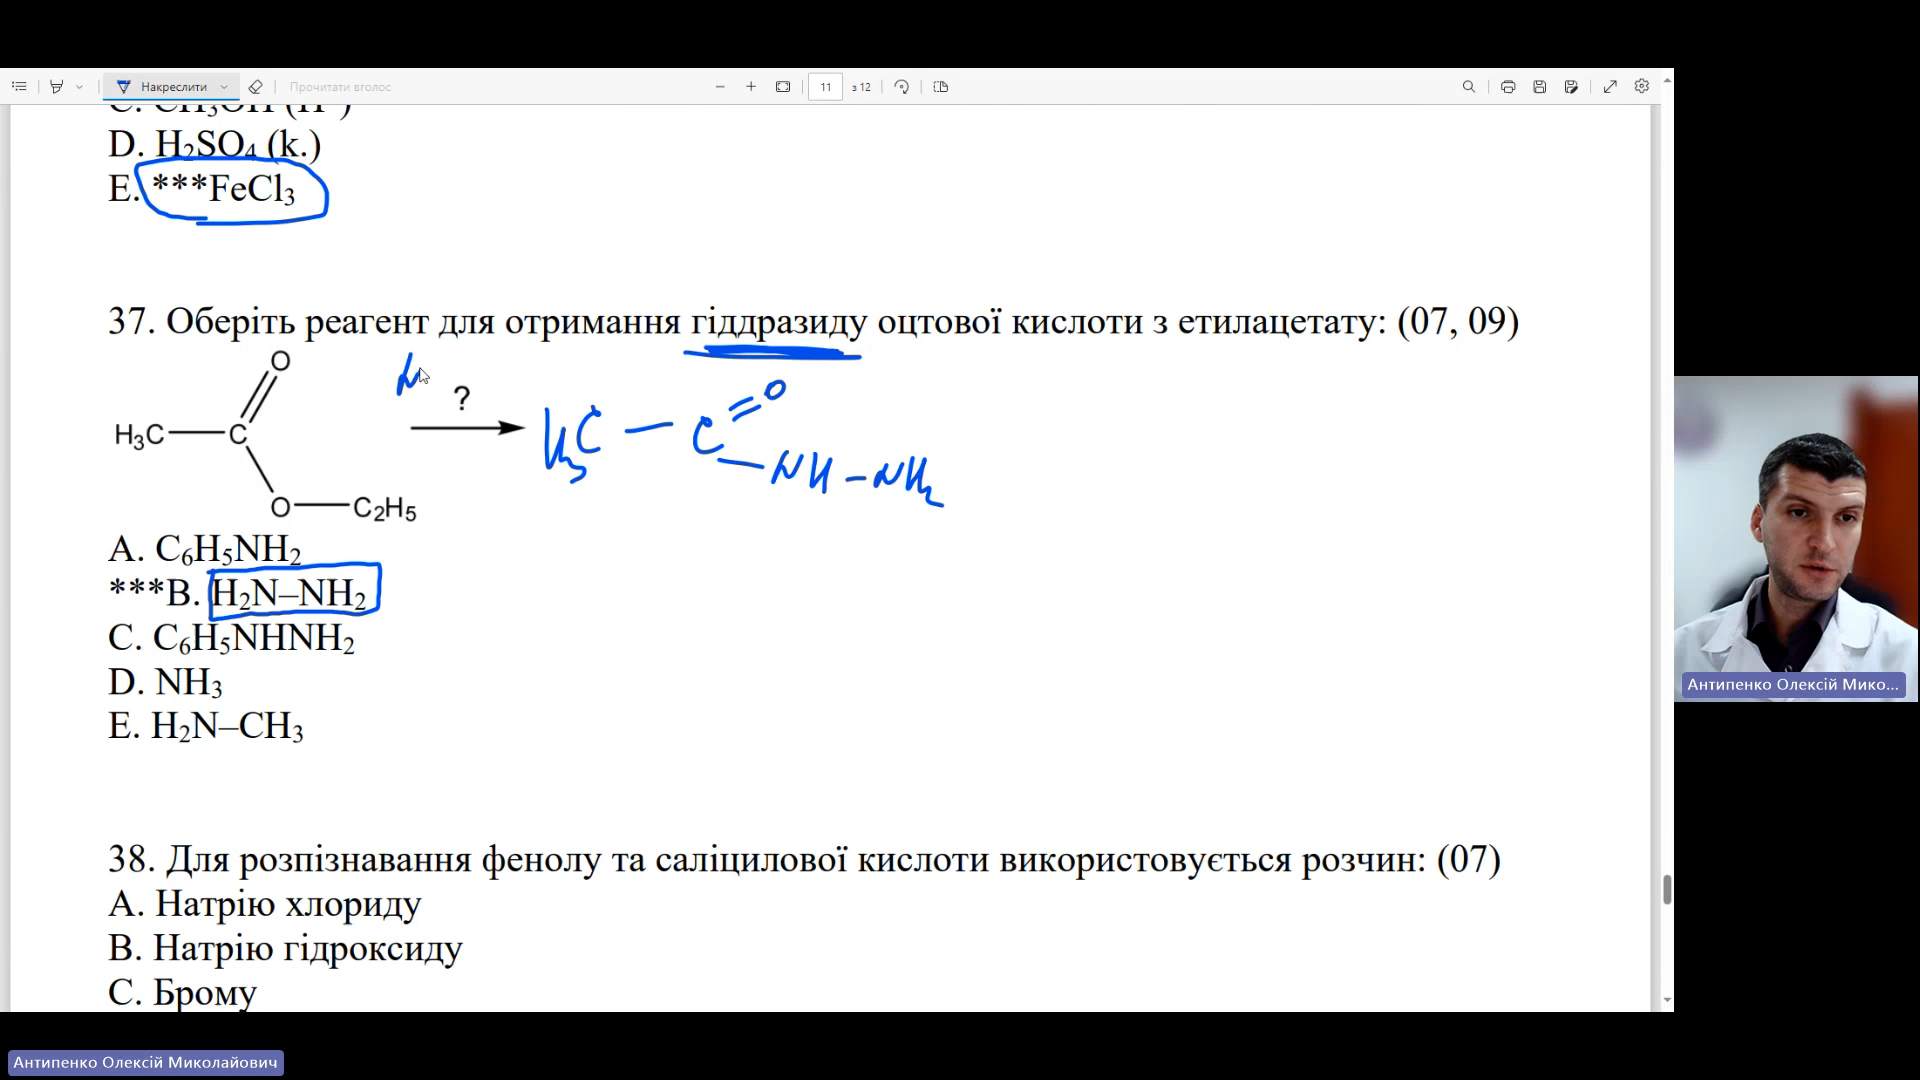 Накреслити
Прочитати вголос
11 з 12
D. H₂SO₄ (k.)
E. ***FeCl₃
37. Оберіть реагент для отримання гіддразиду оцтової кислоти з етилацетату: (07, 09)
O
N
?
H₃C—C
O—C₂H₅
H₃C — C
=O
—NH–NH₂
A. C₆H₅NH₂
***B. H₂N–NH₂
C. C₆H₅NHNH₂
D. NH₃
E. H₂N–CH₃
38. Для розпізнавання фенолу та саліцилової кислоти використовується розчин: (07)
A. Натрію хлориду
B. Натрію гідроксиду
C. Брому
Антипенко Олексій Мико...
Антипенко Олексій Миколайович